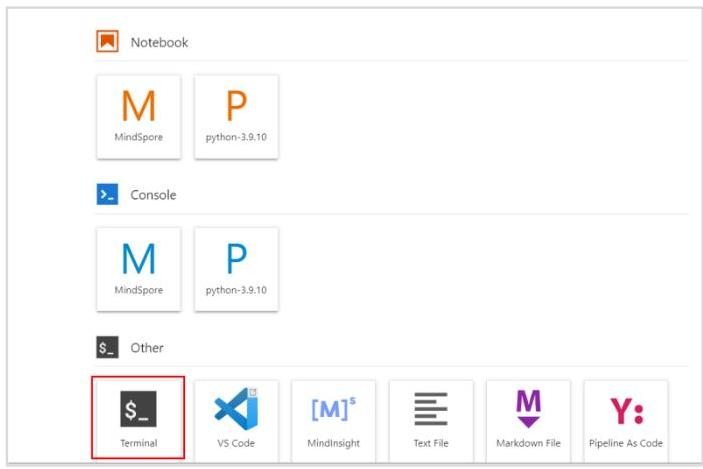 Notebook
M P
MindSpore python-3.9.10
>_ Console
M P
MindSpore python-3.9.10
$_ Other
$_ [M]s M Y:
Terminal VS Code MindInsight Text File Markdown File Pipeline As Code